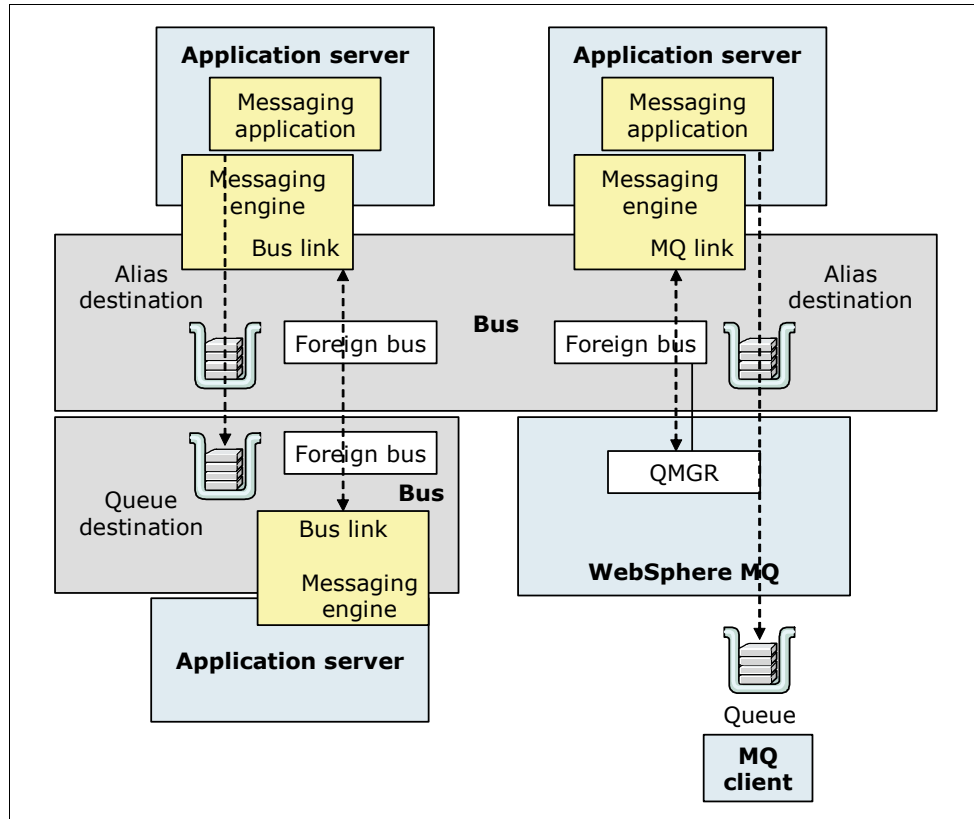 Application server
Messaging
application
Messaging
engine
Bus link
Application server
Messaging
application
Messaging
engine
MQ link
Alias
destination
Foreign bus
Bus
Foreign bus
Alias
destination
Queue
destination
Foreign bus
Bus
Bus link
Messaging
engine
Application server
QMGR
WebSphere MQ
Queue
MQ
client